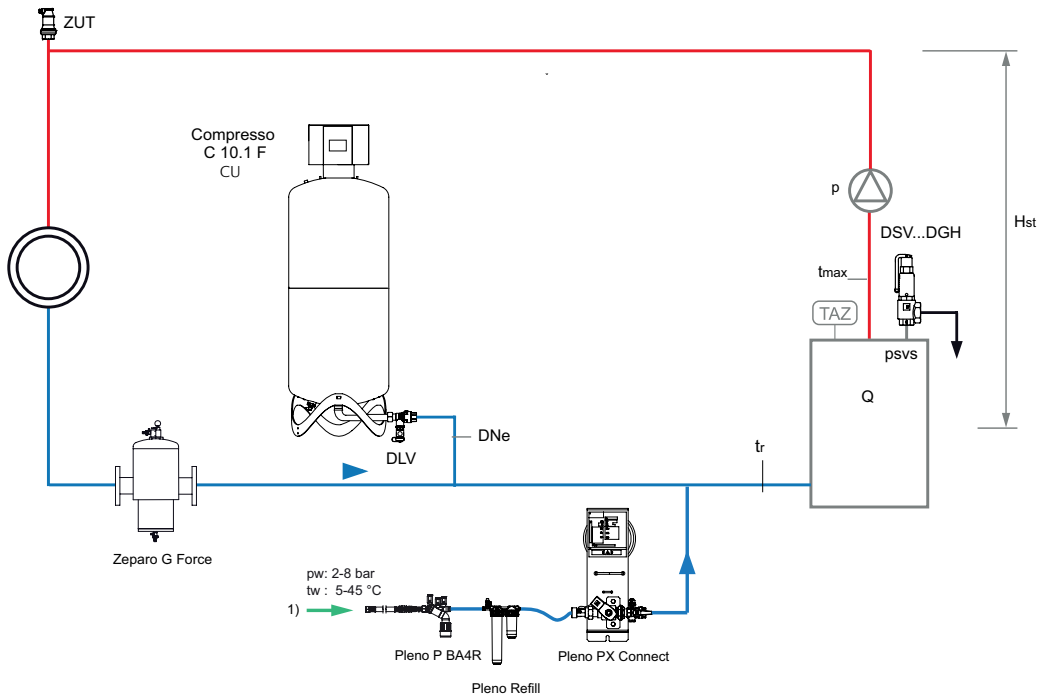 ZUT
Compresso
C 10.1 F
CU
p
Hst
DSV...DGH
tmax
TAZ
psvs
Q
DNe
DLV
tr
Zeparo G Force
pw: 2-8 bar
tw : 5-45 °C
1)
Pleno P BA4R
Pleno PX Connect
Pleno Refill